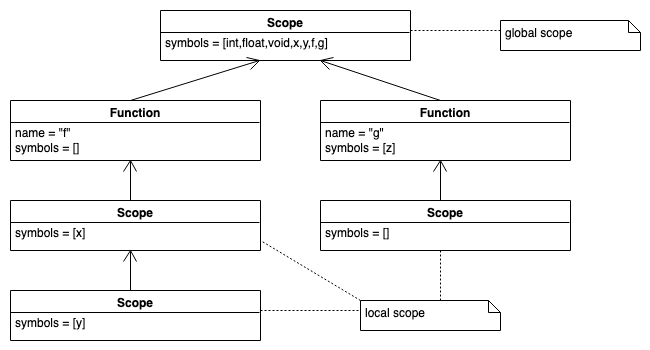 Scope
symbols = [int,float,void,x,y,f,g]
global scope
Function
name = "f"
symbols = []
Function
name = "g"
symbols = [z]
Scope
symbols = [x]
Scope
symbols = []
Scope
symbols = [y]
local scope